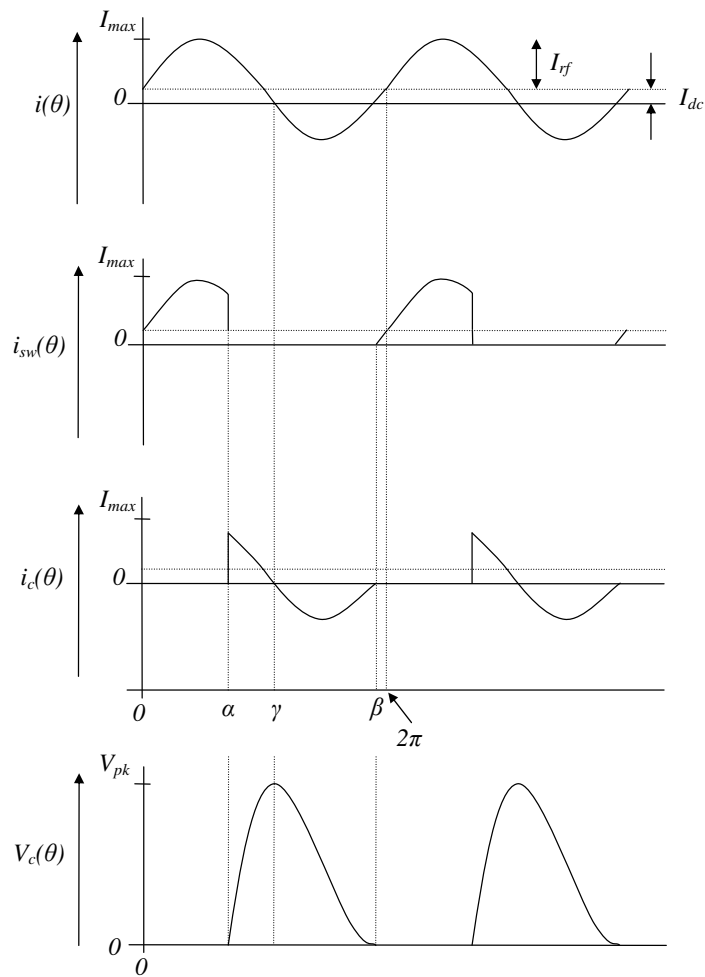 I_max
I_rf
0
I_dc
i(θ)
I_max
0
i_sw(θ)
I_max
0
i_c(θ)
0 α γ β
2π
V_pk
V_c(θ)
0
0